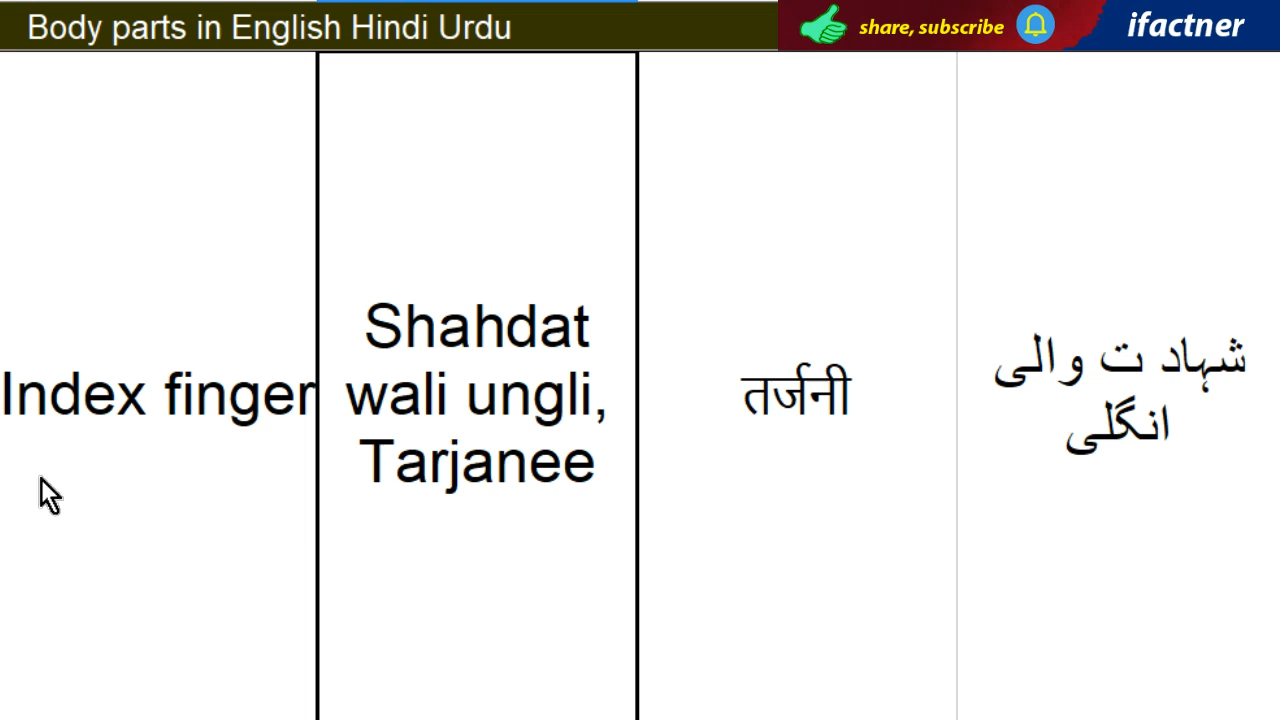 Body parts in English Hindi Urdu
share, subscribe
ifactner
Index finger
Shahdat
wali ungli,
Tarjanee
तर्जनी
شہاد ت والی
انگلی